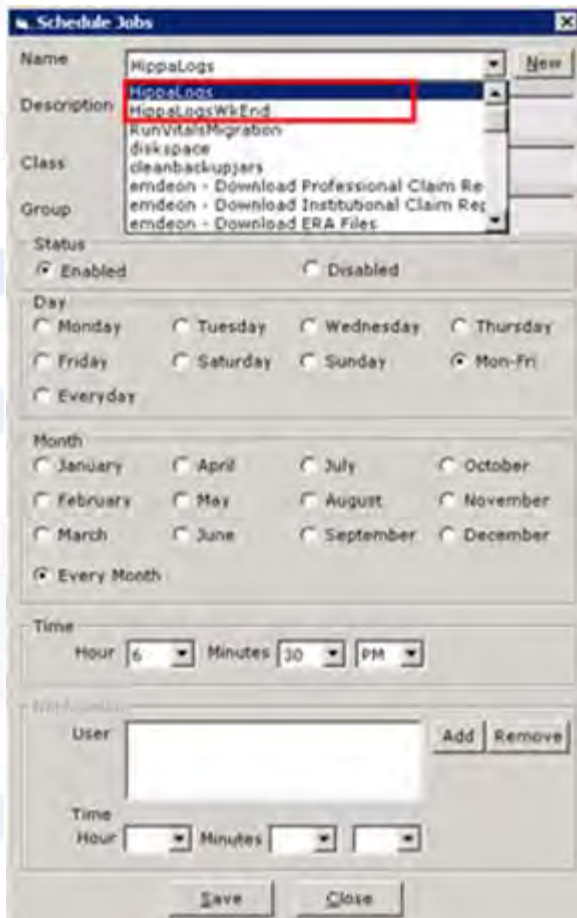 Schedule Jobs
Name HippaLogs New
HippaLogs
Description HippaLogsWkEnd
RunVitalsMigration
diskspace
Class cleanbackupjars
emdeon - Download Professional Claim Re
Group emdeon - Download Institutional Claim Rep
emdeon - Download ERA Files
Status
Enabled Disabled
Day
Monday Tuesday Wednesday Thursday
Friday Saturday Sunday Mon-Fri
Everyday
Month
January April July October
February May August November
March June September December
Every Month
Time
Hour 6 Minutes 30 PM
User Add Remove
Time
Hour Minutes
Save Close